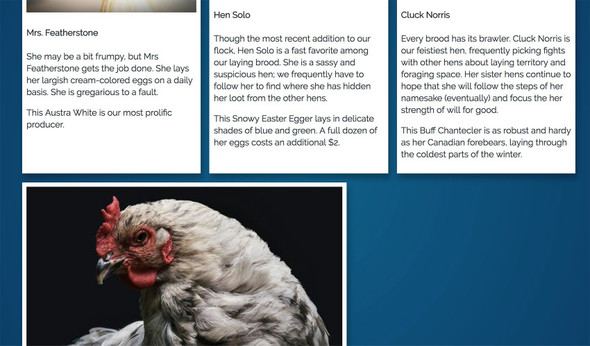 Mrs. Featherstone
She may be a bit frumpy, but Mrs
Featherstone gets the job done. She lays
her largish cream-colored eggs on a daily
basis. She is gregarious to a fault.
This Austra White is our most prolific
producer.
Hen Solo
Though the most recent addition to our
flock, Hen Solo is a fast favorite among
our laying brood. She is a sassy and
suspicious hen; we frequently have to
follow her to find where she has hidden
her loot from the other hens.
This Snowy Easter Egger lays in delicate
shades of blue and green. A full dozen of
her eggs costs an additional $2.
Cluck Norris
Every brood has its brawler. Cluck Norris is
our feistiest hen, frequently picking fights
with other hens about laying territory and
foraging space. Her sister hens continue to
hope that she will follow the steps of her
namesake (eventually) and focus the her
strength of will for good.
This Buff Chantecler is as robust and hardy
as her Canadian forebears, laying through
the coldest parts of the winter.